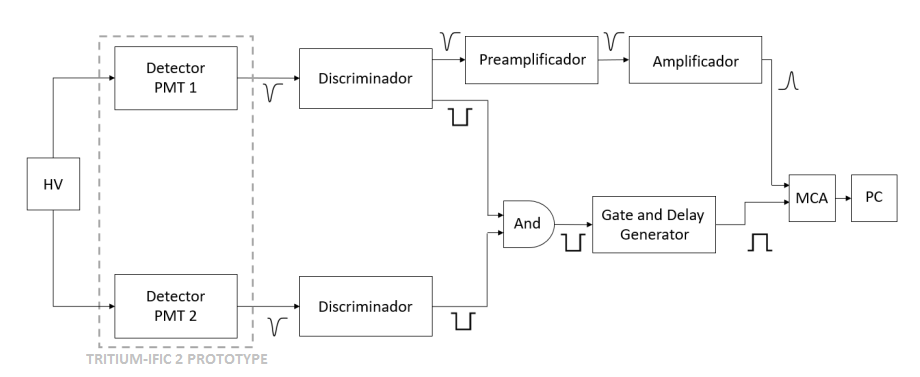 Detector
PMT 1
Discriminador
Preamplificador
Amplificador
HV
And
Gate and Delay
Generator
MCA
PC
Detector
PMT 2
Discriminador
TRITIUM-IFIC 2 PROTOTYPE